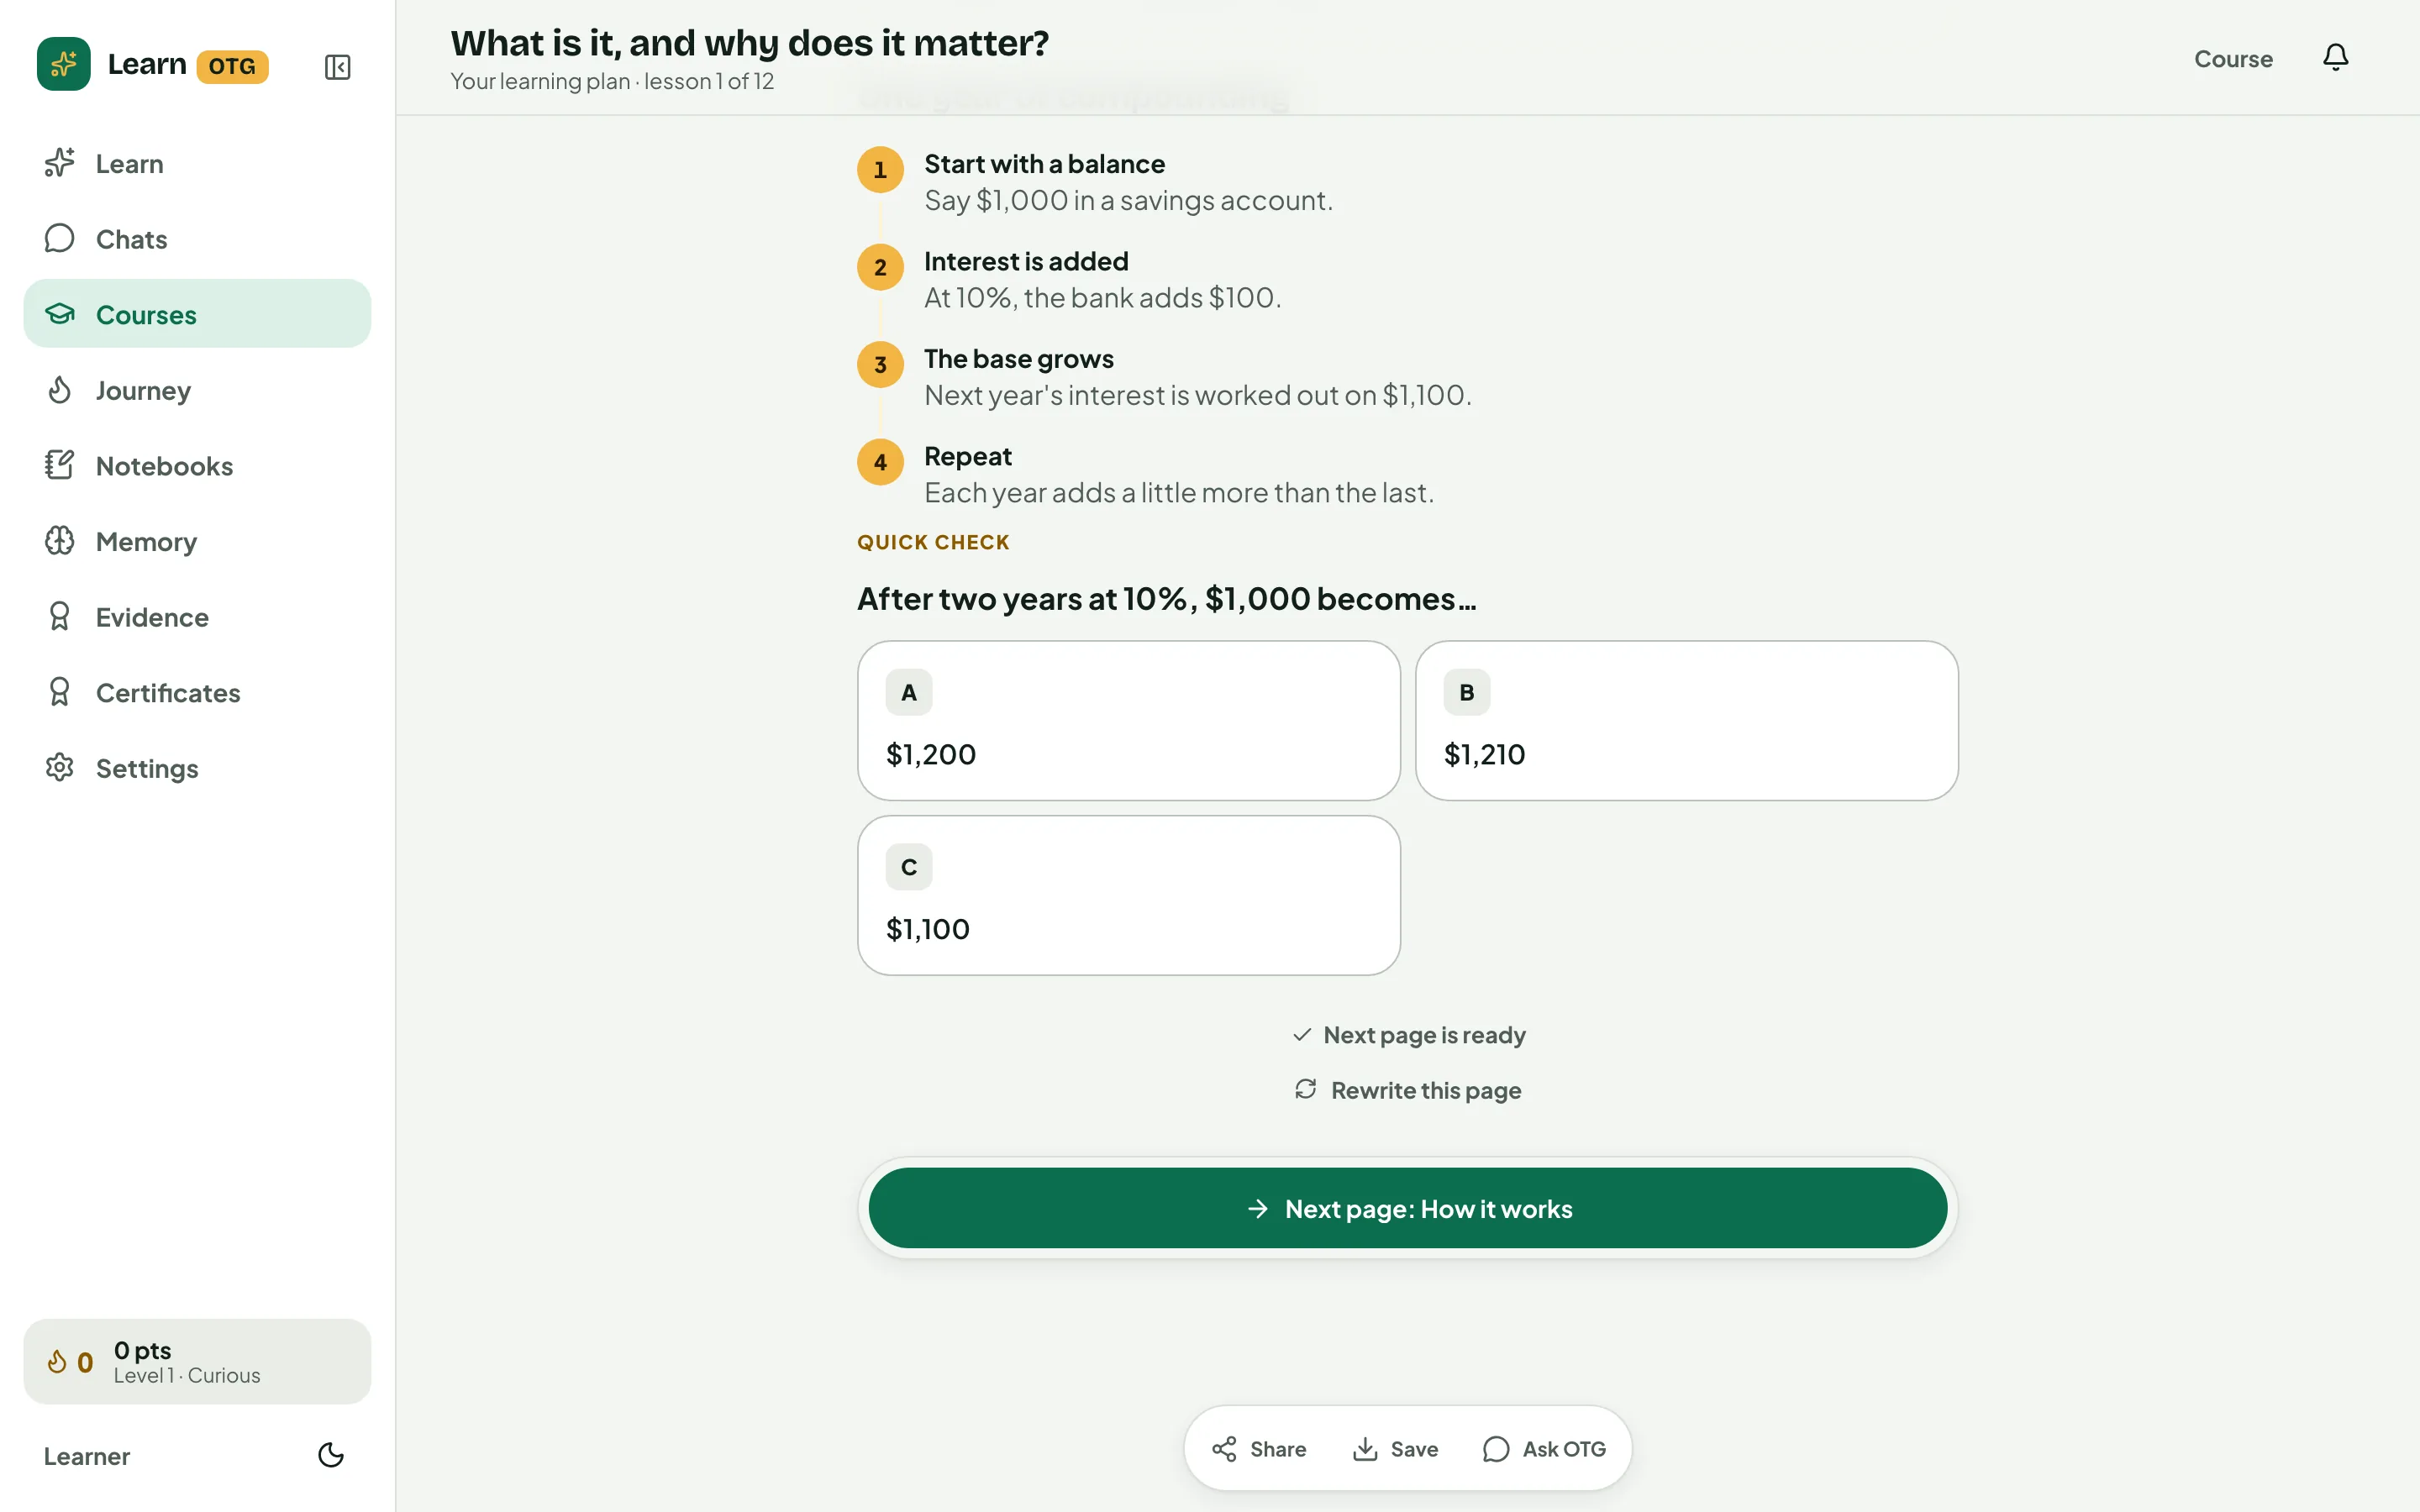 Learn OTG
What is it, and why does it matter?
Your learning plan · lesson 1 of 12
Course
Learn
Chats
Courses
Journey
Notebooks
Memory
Evidence
Certificates
Settings
0
0 pts
Level 1 · Curious
Learner
One year of compounding
1
Start with a balance
Say $1,000 in a savings account.
2
Interest is added
At 10%, the bank adds $100.
3
The base grows
Next year's interest is worked out on $1,100.
4
Repeat
Each year adds a little more than the last.
QUICK CHECK
After two years at 10%, $1,000 becomes…
A
$1,200
B
$1,210
C
$1,100
Next page is ready
Rewrite this page
Next page: How it works
Share
Save
Ask OTG